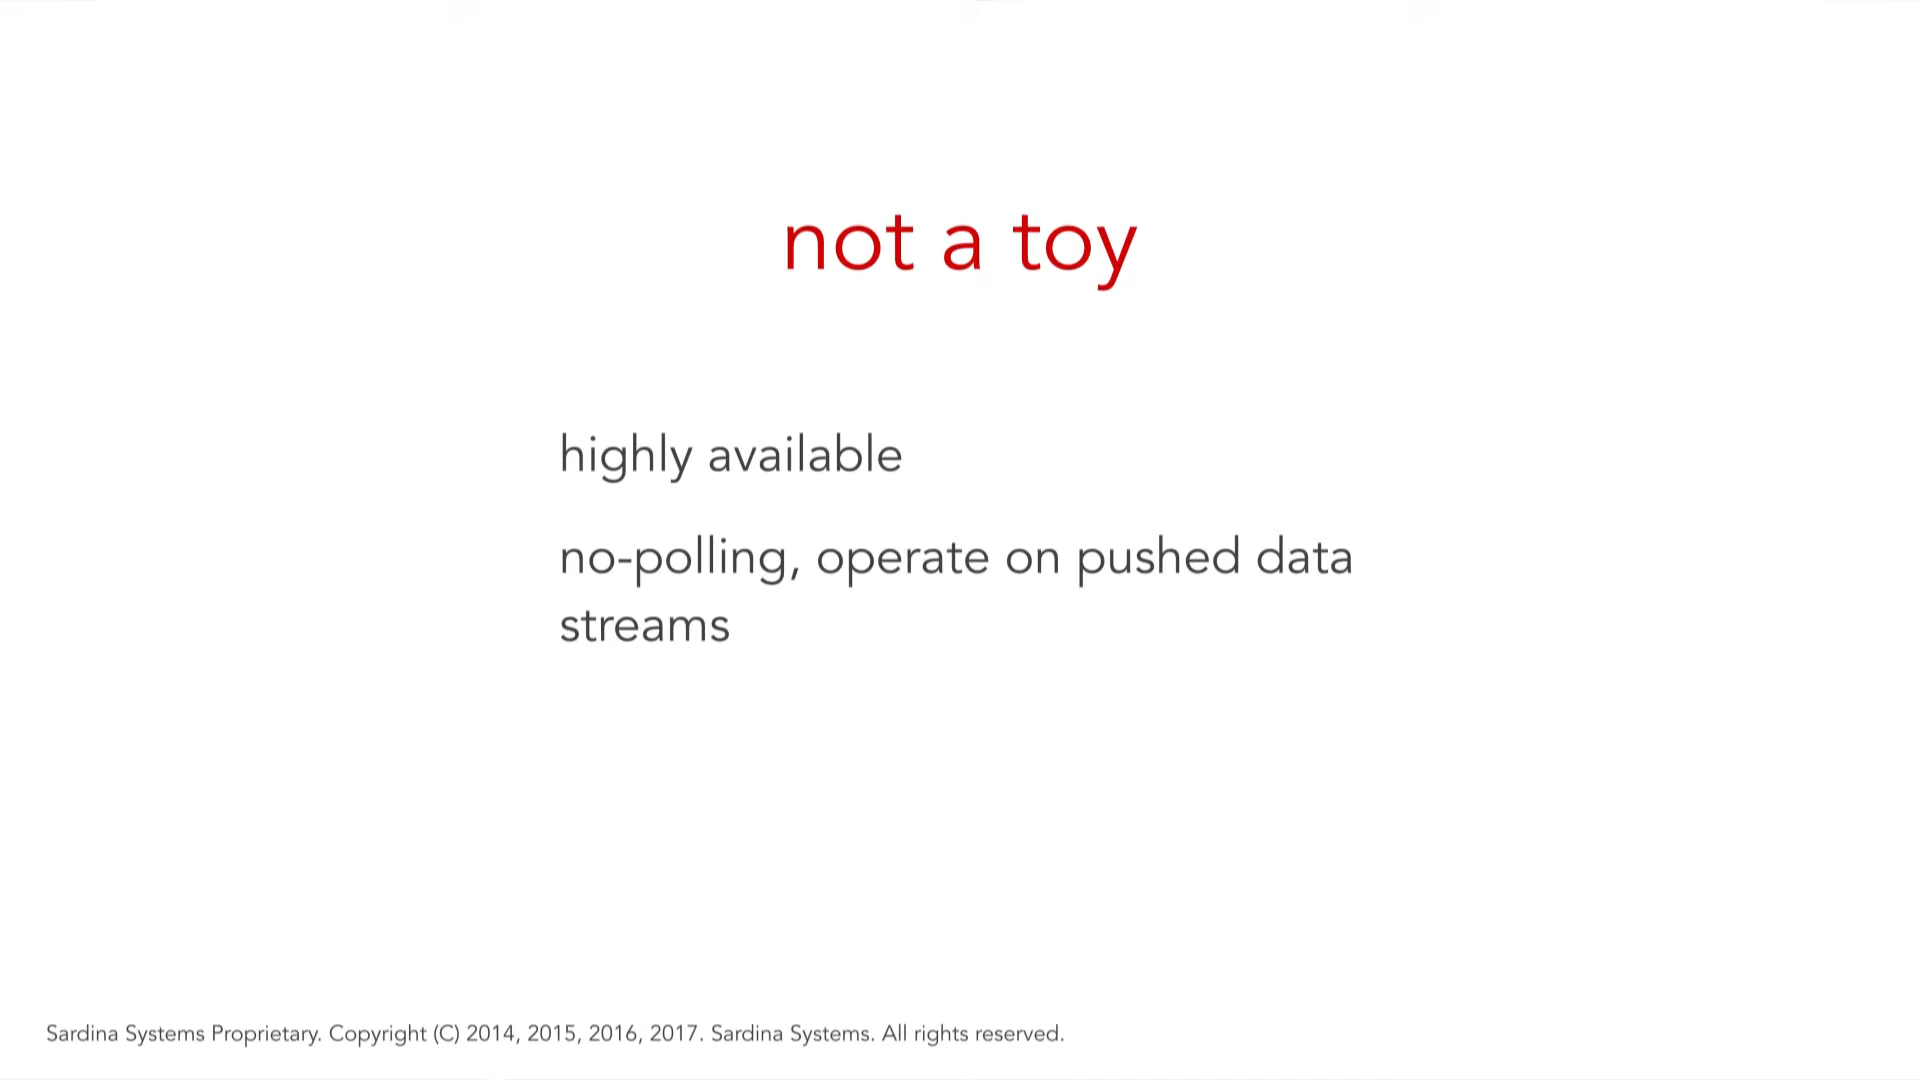 not a toy
highly available
no-polling, operate on pushed data
streams
Sardina Systems Proprietary. Copyright (C) 2014, 2015, 2016, 2017. Sardina Systems. All rights reserved.